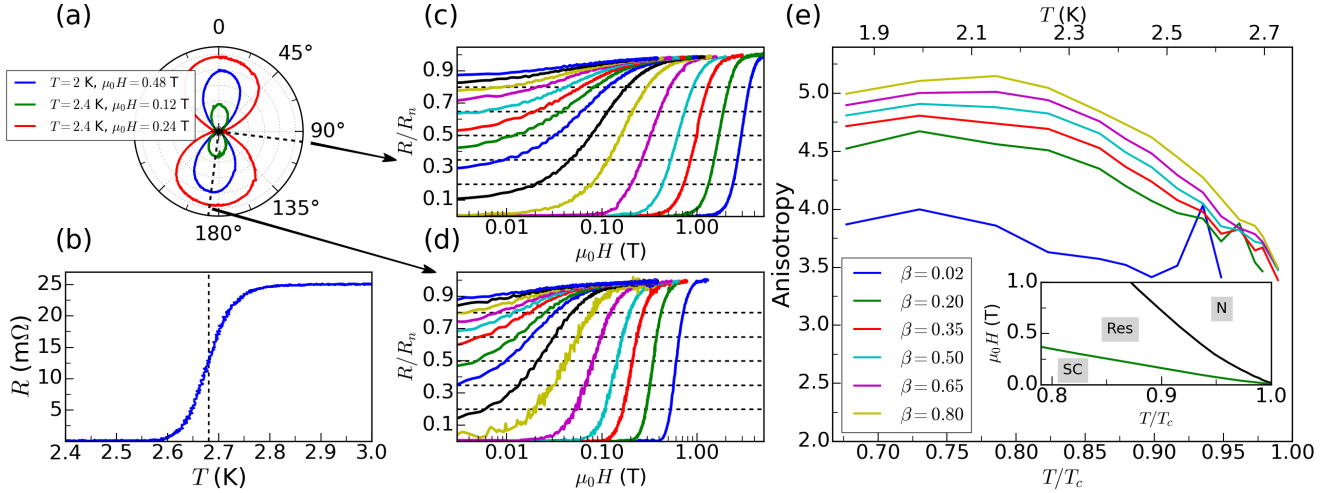 (a)
0
45°
90°
135°
180°
T = 2 K, μ₀H = 0.48 T
T = 2.4 K, μ₀H = 0.12 T
T = 2.4 K, μ₀H = 0.24 T
(b)
R (mΩ)
25
20
15
10
5
0
2.4 2.5 2.6 2.7 2.8 2.9 3.0
T (K)
(c)
R/Rₙ
0.9
0.7
0.5
0.3
0.1
0.01 0.10 1.00
μ₀H (T)
(d)
R/Rₙ
0.9
0.7
0.5
0.3
0.1
0.01 0.10 1.00
μ₀H (T)
(e)
T (K)
1.9 2.1 2.3 2.5 2.7
Anisotropy
5.0
4.5
4.0
3.5
3.0
2.5
2.0
β = 0.02
β = 0.20
β = 0.35
β = 0.50
β = 0.65
β = 0.80
μ₀H (T)
1.0
0.5
0.0
N
Res
SC
0.8 0.9 1.0
T/T_c
0.70 0.75 0.80 0.85 0.90 0.95 1.00
T/T_c